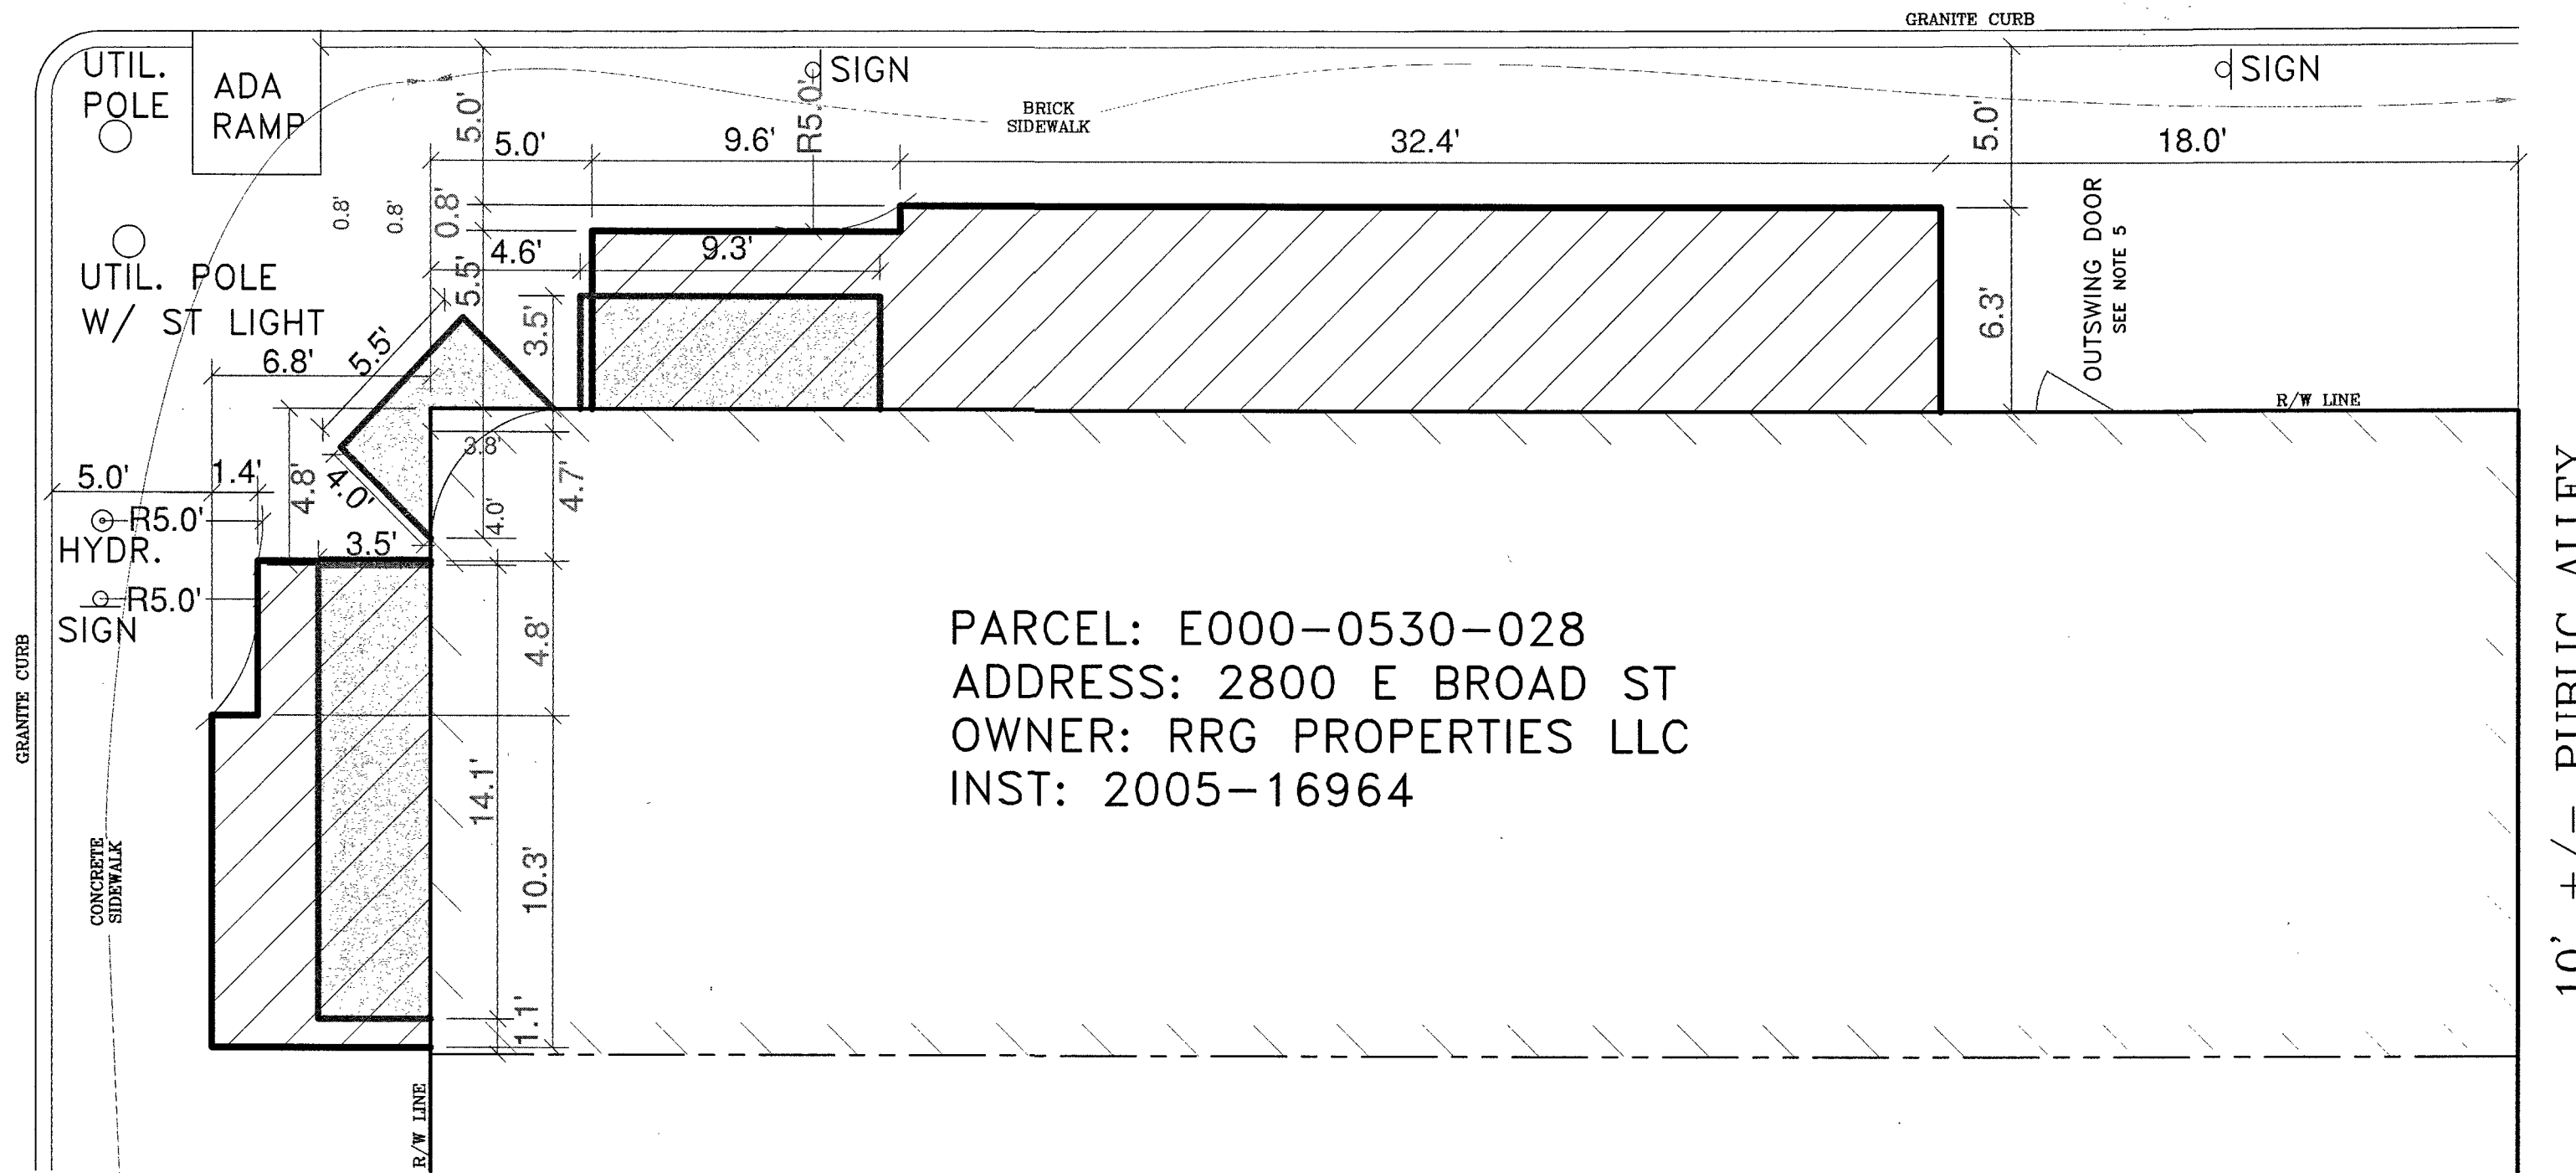 GRANITE CURB
UTIL.
POLE
ADA
RAMP
SIGN
SIGN
BRICK
SIDEWALK
5.0'
R5.0'
5.0'
5.0'
9.6'
32.4'
18.0'
0.8'
0.8'
0.8'
4.6'
9.3'
5.5'
OUTSWING DOOR
SEE NOTE 5
UTIL. POLE
W/ ST LIGHT
6.3'
3.5'
5.5'
6.8'
R/W LINE
3.8'
4.7'
5.0'
1.4'
4.8'
4.0'
4.0'
R5.0'
HYDR.
3.5'
R5.0'
SIGN
GRANITE CURB
4.8'
PARCEL: E000-0530-028
ADDRESS: 2800 E BROAD ST
OWNER: RRG PROPERTIES LLC
INST: 2005-16964
14.1'
10.3'
CONCRETE
SIDEWALK
1.1'
R/W LINE
10' +/- PUBLIC ALLEY